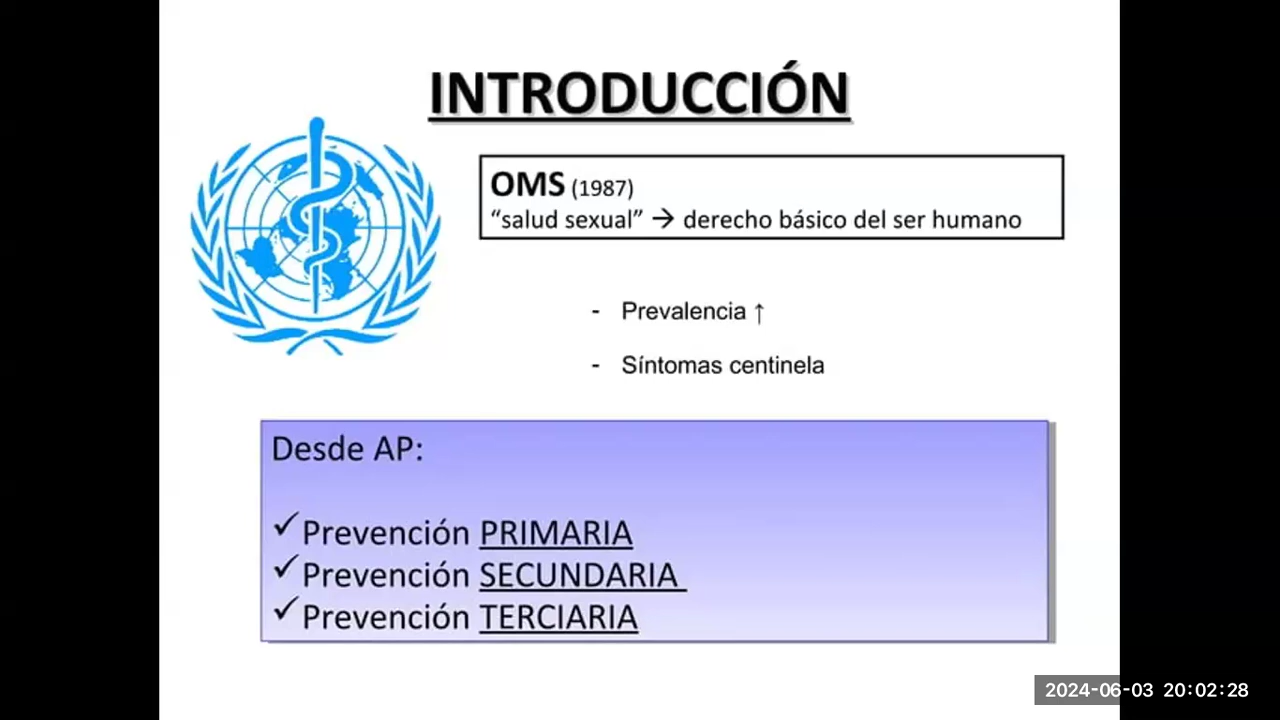 INTRODUCCIÓN
OMS (1987)
“salud sexual” → derecho básico del ser humano
- Prevalencia ↑
- Síntomas centinela
Desde AP:
✓Prevención PRIMARIA
✓Prevención SECUNDARIA
✓Prevención TERCIARIA
2024-06-03 20:02:28